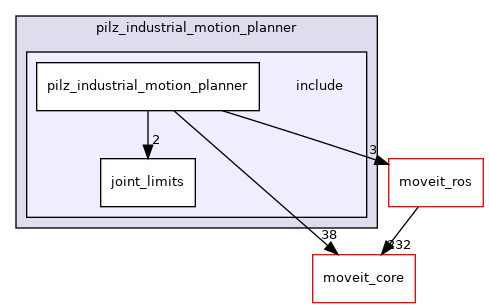 pilz_industrial_motion_planner
pilz_industrial_motion_planner
include
2
3
joint_limits
moveit_ros
38
332
moveit_core